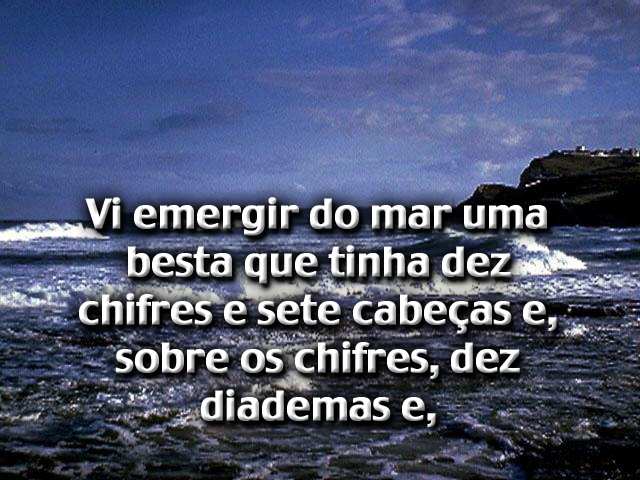 Vi emergir do mar uma
besta que tinha dez
chifres e sete cabeças e,
sobre os chifres, dez
diademas e,